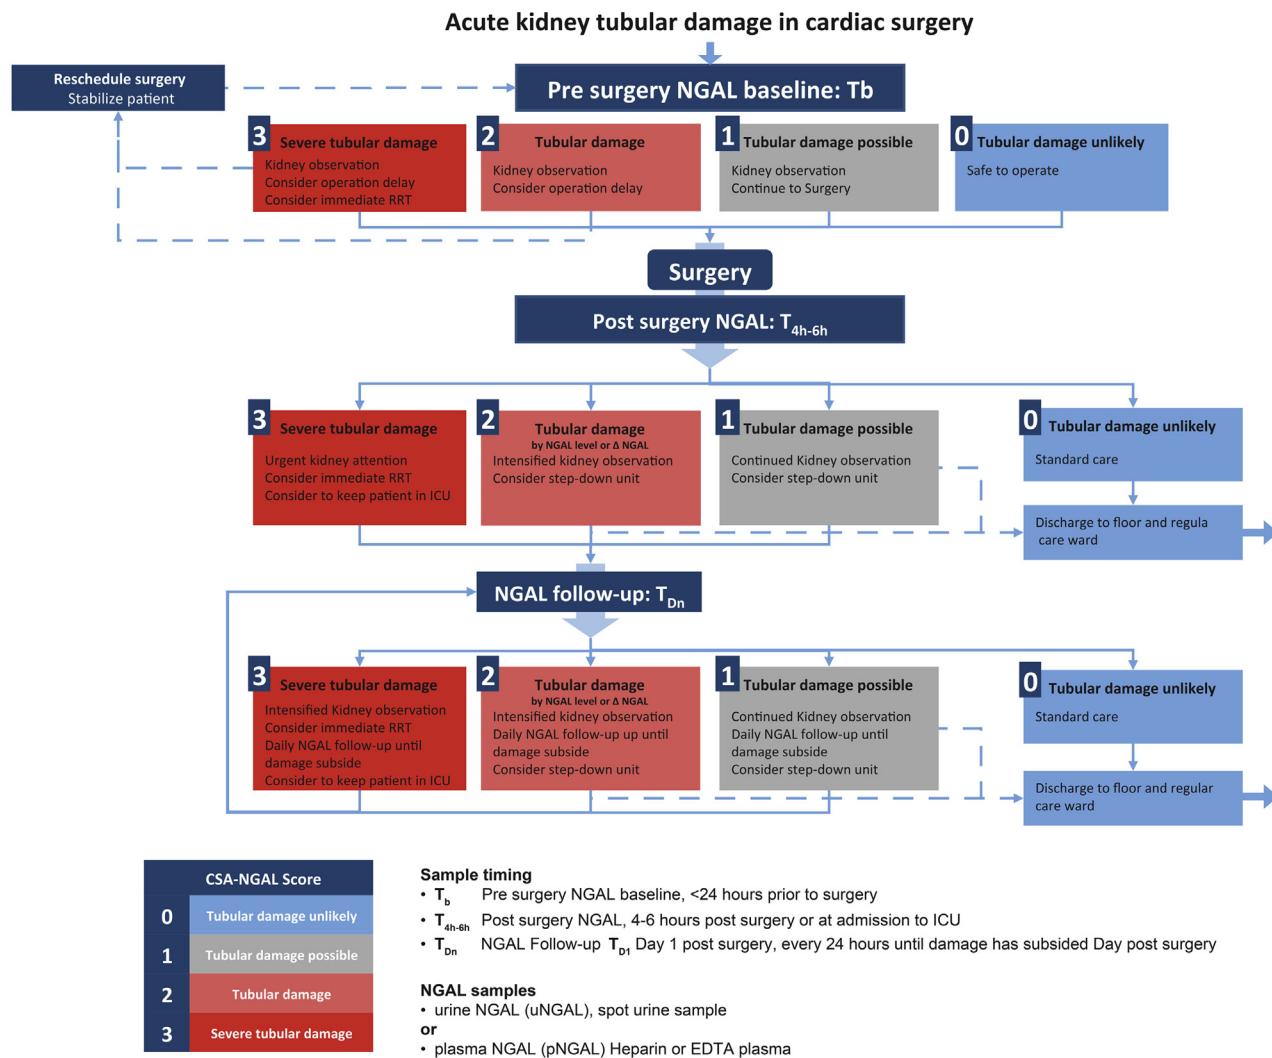 Acute kidney tubular damage in cardiac surgery
Reschedule surgery
Stabilize patient
Pre surgery NGAL baseline: Tb
3
Severe tubular damage
Kidney observation
Consider operation delay
Consider immediate RRT
2
Tubular damage
Kidney observation
Consider operation delay
1
Tubular damage possible
Kidney observation
Continue to Surgery
0
Tubular damage unlikely
Safe to operate
Surgery
Post surgery NGAL: T4h-6h
3
Severe tubular damage
Urgent kidney attention
Consider immediate RRT
Consider to keep patient in ICU
2
Tubular damage
by NGAL level or Δ NGAL
Intensified kidney observation
Consider step-down unit
1
Tubular damage possible
Continued Kidney observation
Consider step-down unit
0
Tubular damage unlikely
Standard care
Discharge to floor and regula
care ward
NGAL follow-up: TDn
3
Severe tubular damage
Intensified Kidney observation
Consider immediate RRT
Daily NGAL follow-up until
damage subside
Consider to keep patient in ICU
2
Tubular damage
by NGAL level or Δ NGAL
Intensified kidney observation
Daily NGAL follow-up up until
damage subside
Consider step-down unit
1
Tubular damage possible
Continued Kidney observation
Daily NGAL follow-up until
damage subside
Consider step-down unit
0
Tubular damage unlikely
Standard care
Discharge to floor and regular
care ward
CSA-NGAL Score
0 Tubular damage unlikely
1 Tubular damage possible
2 Tubular damage
3 Severe tubular damage
Sample timing
• Tb Pre surgery NGAL baseline, <24 hours prior to surgery
• T4h-6h Post surgery NGAL, 4-6 hours post surgery or at admission to ICU
• TDn NGAL Follow-up TD1 Day 1 post surgery, every 24 hours until damage has subsided Day post surgery
NGAL samples
• urine NGAL (uNGAL), spot urine sample
or
• plasma NGAL (pNGAL) Heparin or EDTA plasma